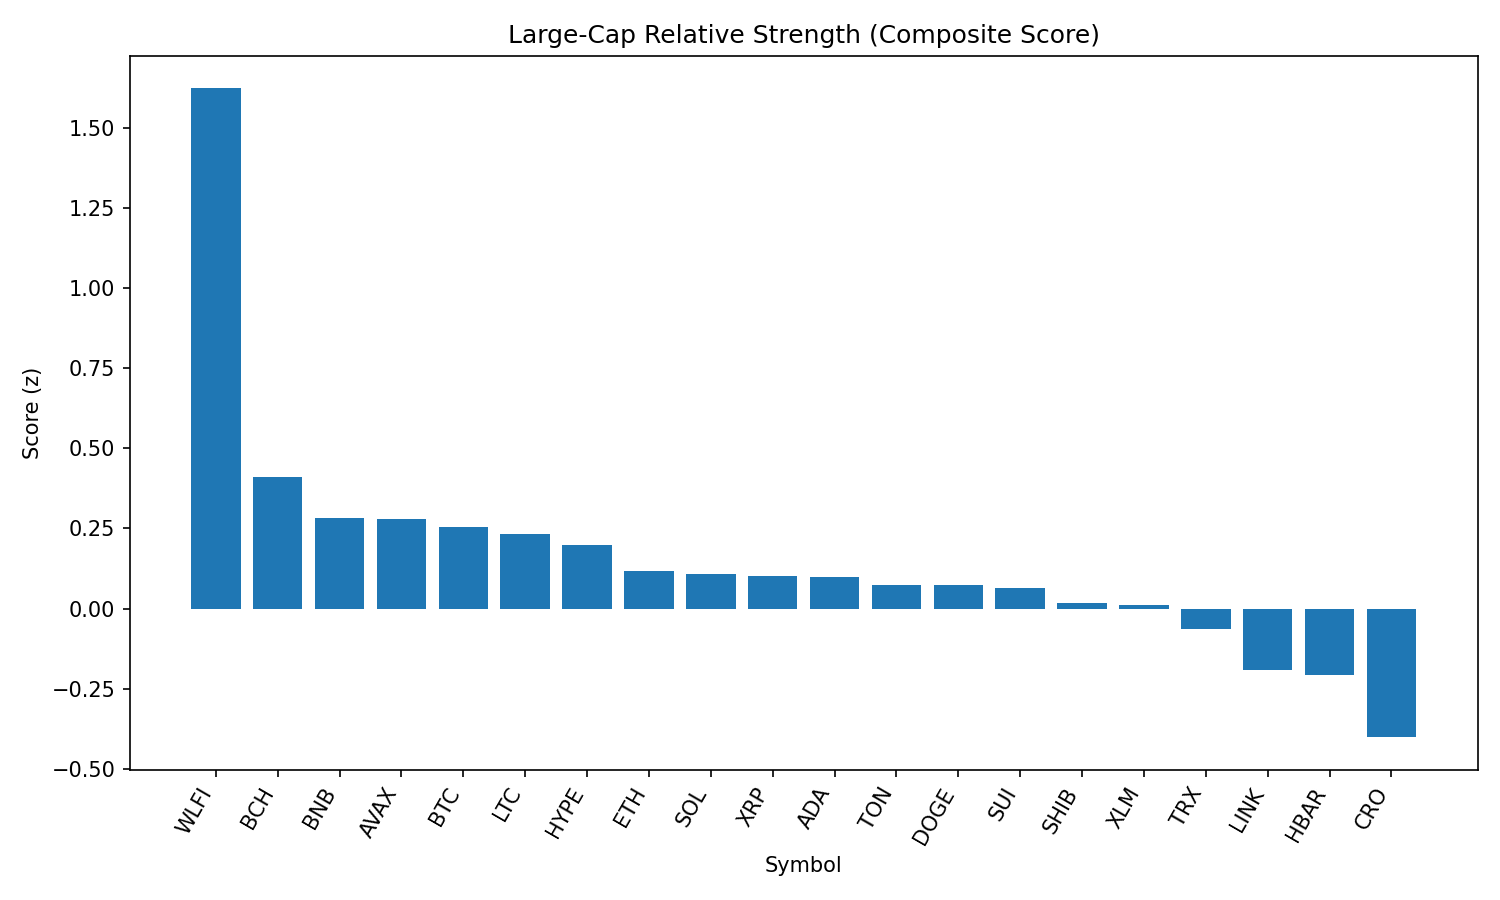 Large-Cap Relative Strength (Composite Score)
Score (z)
1.50
1.25
1.00
0.75
0.50
0.25
0.00
−0.25
−0.50
WLFI
BCH
BNB
AVAX
BTC
LTC
HYPE
ETH
SOL
XRP
ADA
TON
DOGE
SUI
SHIB
XLM
TRX
LINK
HBAR
CRO
Symbol